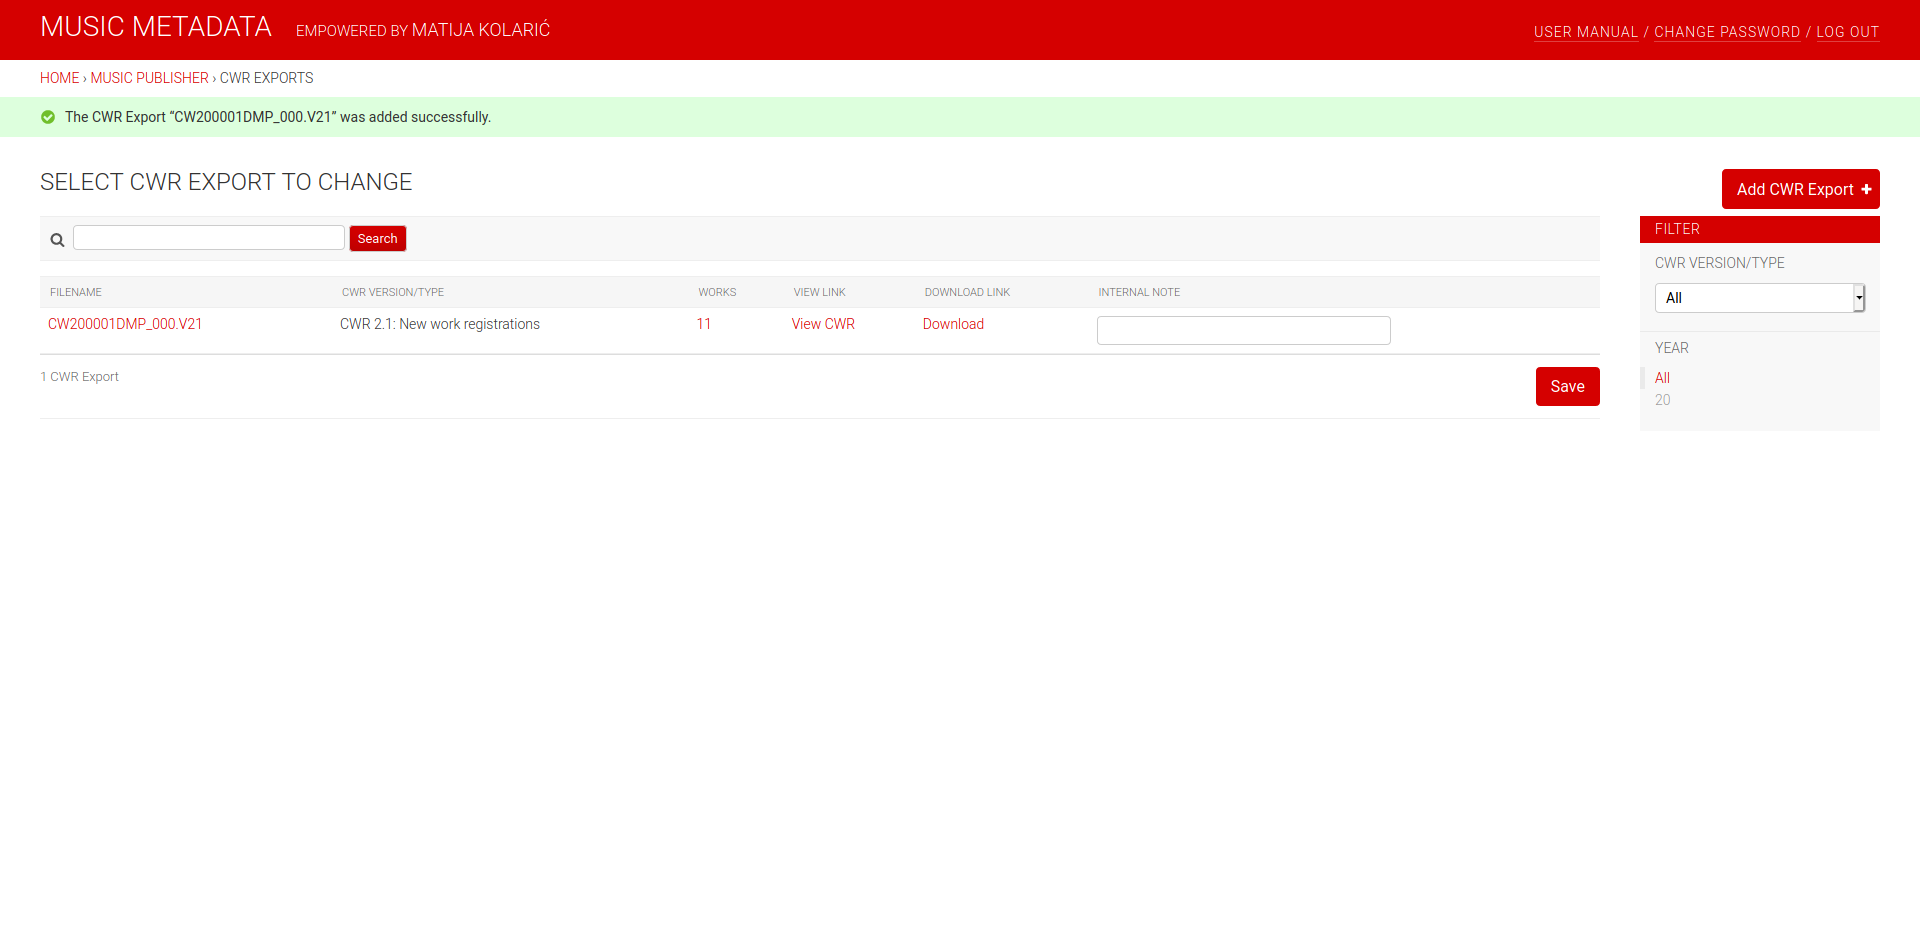 MUSIC METADATA EMPOWERED BY MATIJA KOLARIĆ USER MANUAL / CHANGE PASSWORD / LOG OUT
HOME › MUSIC PUBLISHER › CWR EXPORTS
The CWR Export “CW200001DMP_000.V21” was added successfully.
SELECT CWR EXPORT TO CHANGE
Add CWR Export
Search
FILENAME CWR VERSION/TYPE WORKS VIEW LINK DOWNLOAD LINK INTERNAL NOTE
CW200001DMP_000.V21 CWR 2.1: New work registrations 11 View CWR Download
1 CWR Export
Save
FILTER
CWR VERSION/TYPE
All
YEAR
All
20